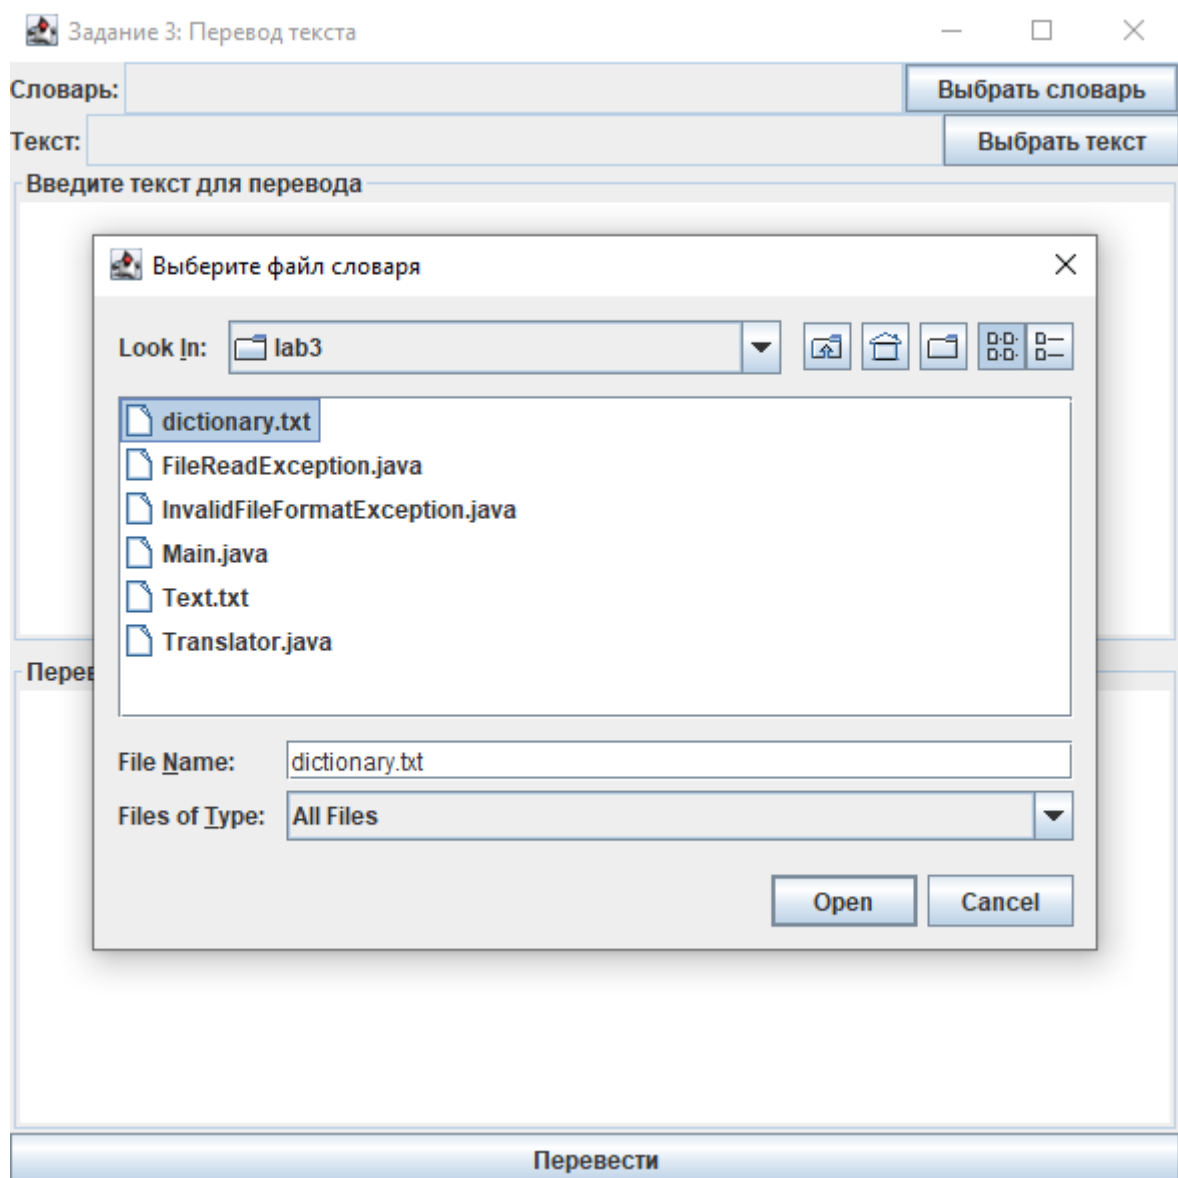 Задание 3: Перевод текста
Словарь: Выбрать словарь
Текст: Выбрать текст
Введите текст для перевода
Выберите файл словаря
Look In: lab3
dictionary.txt
FileReadException.java
InvalidFileFormatException.java
Main.java
Text.txt
Translator.java
File Name: dictionary.txt
Files of Type: All Files
Open Cancel
Перевести